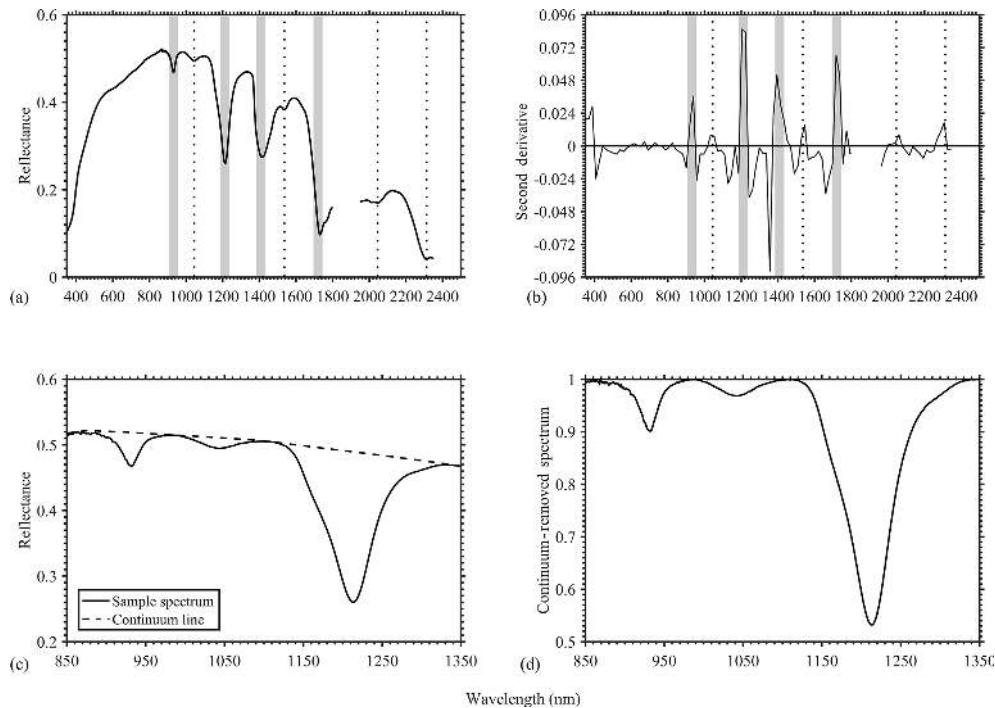 0.6
0.4
0.2
0
Reflectance
(a)
400 600 800 1000 1200 1400 1600 1800 2000 2200 2400
0.096
0.072
0.048
0.024
0
-0.024
-0.048
-0.072
-0.096
Second derivative
(b)
400 600 800 1000 1200 1400 1600 1800 2000 2200 2400
0.6
0.5
0.4
0.3
0.2
Reflectance
Sample spectrum
Continuum line
(c)
850 950 1050 1150 1250 1350
1
0.9
0.8
0.7
0.6
0.5
Continuum-removed spectrum
(d)
850 950 1050 1150 1250 1350
Wavelength (nm)